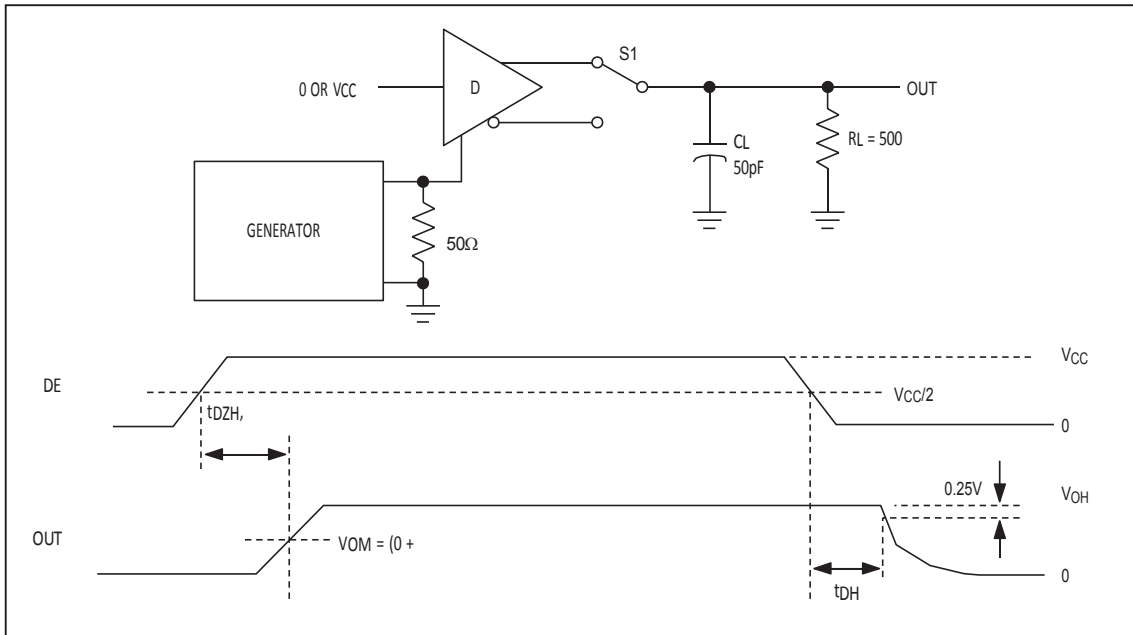 S1
0 OR VCC
D
OUT
CL
50pF
RL = 500
GENERATOR
50Ω
DE
VCC
VCC/2
0
tDZH,
0.25V
VOH
OUT
VOM = (0 +
0
tDH